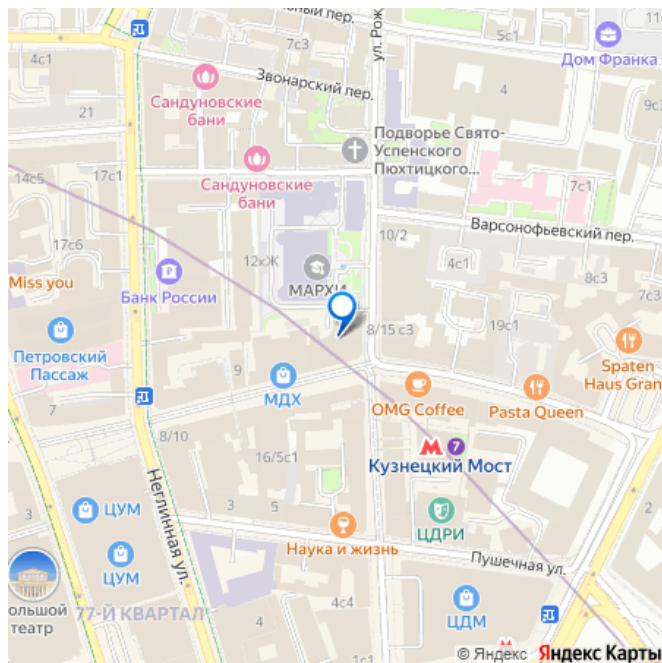 ный пер.
7с3
5с1
ул. Рож
4с1
Звонарский пер.
Дом Франка
Сандуновские
бани
4
21
Подворье Свято-
Успенского
Пюхтицкого...
17с1
Сандуновские
бани
14с5
7с1
Варсонофьевский пер.
10/2
17с6
12кЖ
4с1
8с3
Miss you
МАРХИ
Банк России
7с3
19с1
8/15 с3
Петровский
Пассаж
Spaten
Haus Gran
9
МДХ
OMG Coffee
Pasta Queen
7
8/10
Кузнецкий Мост
7
16/5с1
Неглинная ул.
ЦУМ
3
3
5
ЦДРИ
Наука и жизнь
Пушечная ул.
ЦУМ
ольшой
театр
77-Й КВАРТАЛ
4с4
ЦДМ
© Яндекс Яндекс Карты